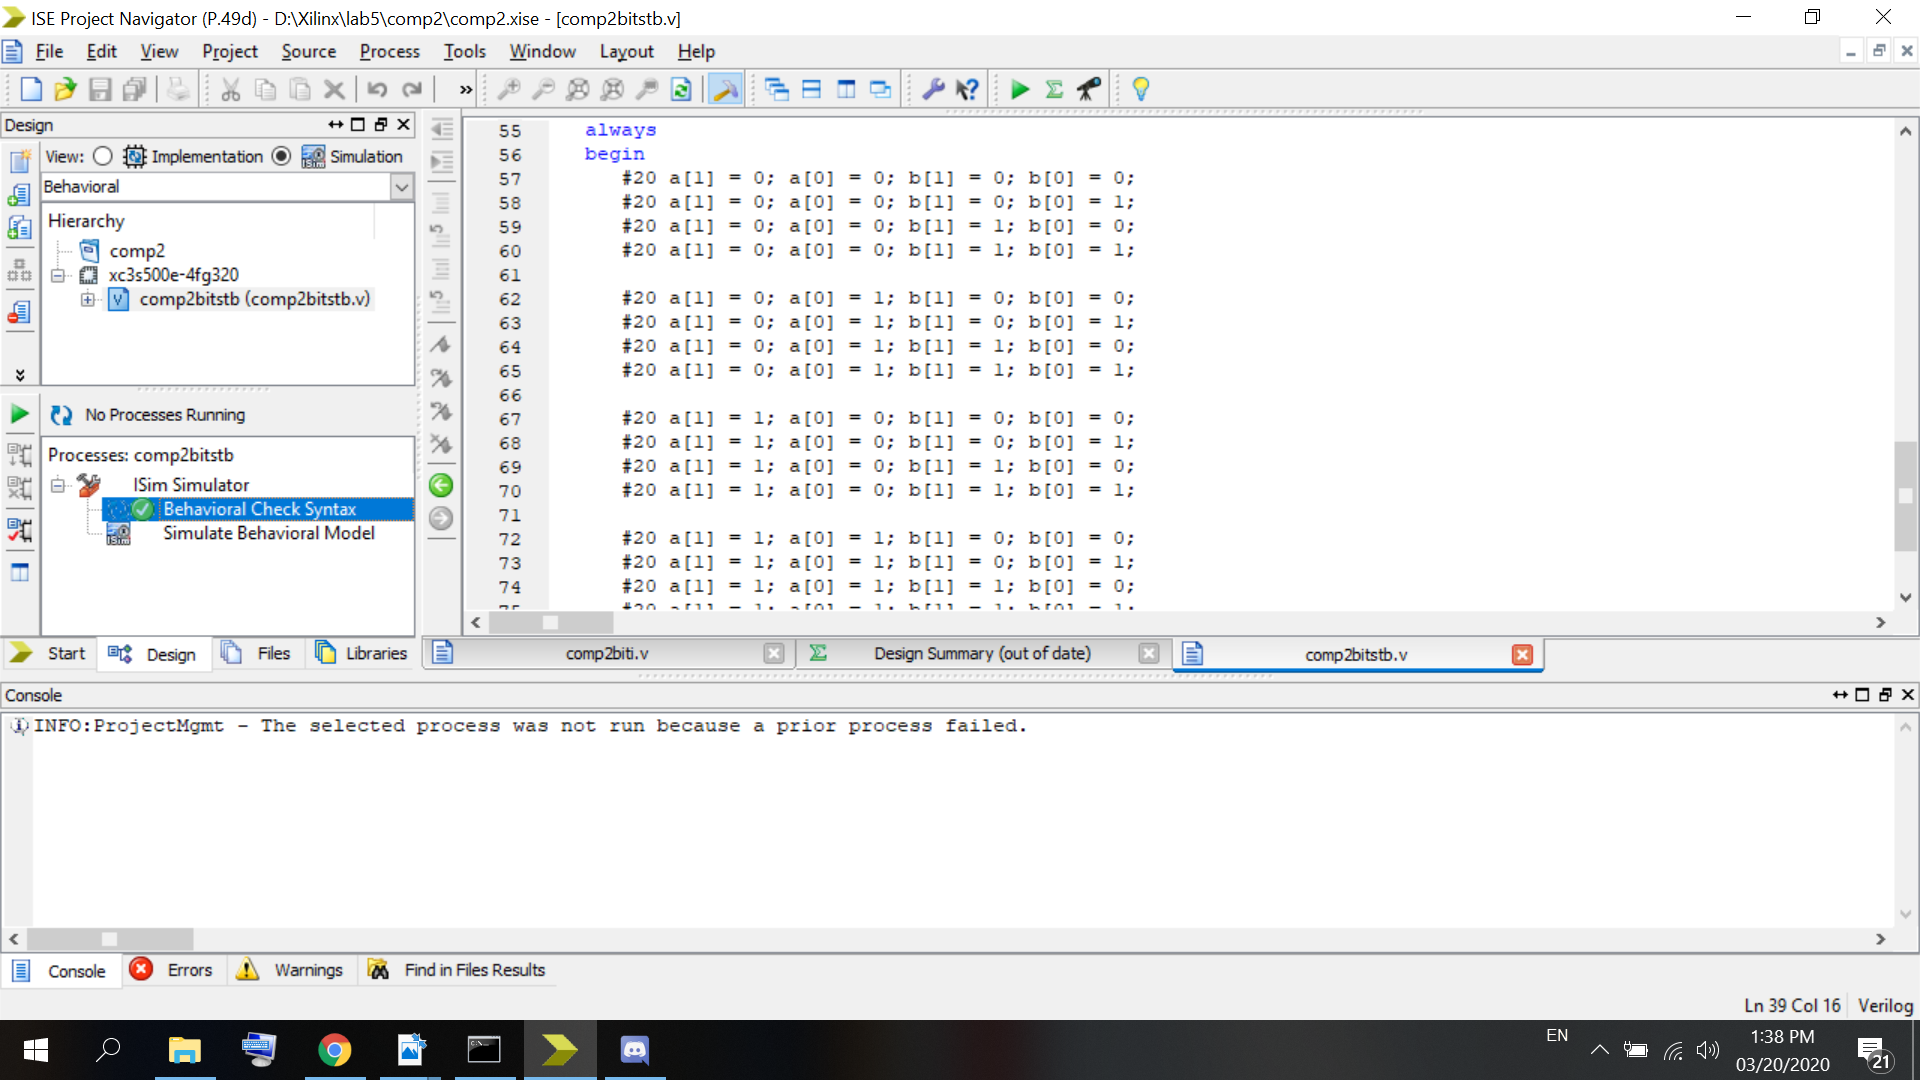 ISE Project Navigator (P.49d) - D:\Xilinx\lab5\comp2\comp2.xise - [comp2bitstb.v]
File Edit View Project Source Process Tools Window Layout Help
Design
View: Implementation Simulation
Behavioral
Hierarchy
comp2
xc3s500e-4fg320
comp2bitstb (comp2bitstb.v)
No Processes Running
Processes: comp2bitstb
ISim Simulator
Behavioral Check Syntax
Simulate Behavioral Model
Start Design Files Libraries
55 always
56 begin
57 #20 a[1] = 0; a[0] = 0; b[1] = 0; b[0] = 0;
58 #20 a[1] = 0; a[0] = 0; b[1] = 0; b[0] = 1;
59 #20 a[1] = 0; a[0] = 0; b[1] = 1; b[0] = 0;
60 #20 a[1] = 0; a[0] = 0; b[1] = 1; b[0] = 1;
61
62 #20 a[1] = 0; a[0] = 1; b[1] = 0; b[0] = 0;
63 #20 a[1] = 0; a[0] = 1; b[1] = 0; b[0] = 1;
64 #20 a[1] = 0; a[0] = 1; b[1] = 1; b[0] = 0;
65 #20 a[1] = 0; a[0] = 1; b[1] = 1; b[0] = 1;
66
67 #20 a[1] = 1; a[0] = 0; b[1] = 0; b[0] = 0;
68 #20 a[1] = 1; a[0] = 0; b[1] = 0; b[0] = 1;
69 #20 a[1] = 1; a[0] = 0; b[1] = 1; b[0] = 0;
70 #20 a[1] = 1; a[0] = 0; b[1] = 1; b[0] = 1;
71
72 #20 a[1] = 1; a[0] = 1; b[1] = 0; b[0] = 0;
73 #20 a[1] = 1; a[0] = 1; b[1] = 0; b[0] = 1;
74 #20 a[1] = 1; a[0] = 1; b[1] = 1; b[0] = 0;
75 #20 a[1] = 1; a[0] = 1; b[1] = 1; b[0] = 1;
comp2biti.v Design Summary (out of date) comp2bitstb.v
Console
INFO:ProjectMgmt - The selected process was not run because a prior process failed.
Console Errors Warnings Find in Files Results
Ln 39 Col 16 Verilog
EN
1:38 PM
03/20/2020
21